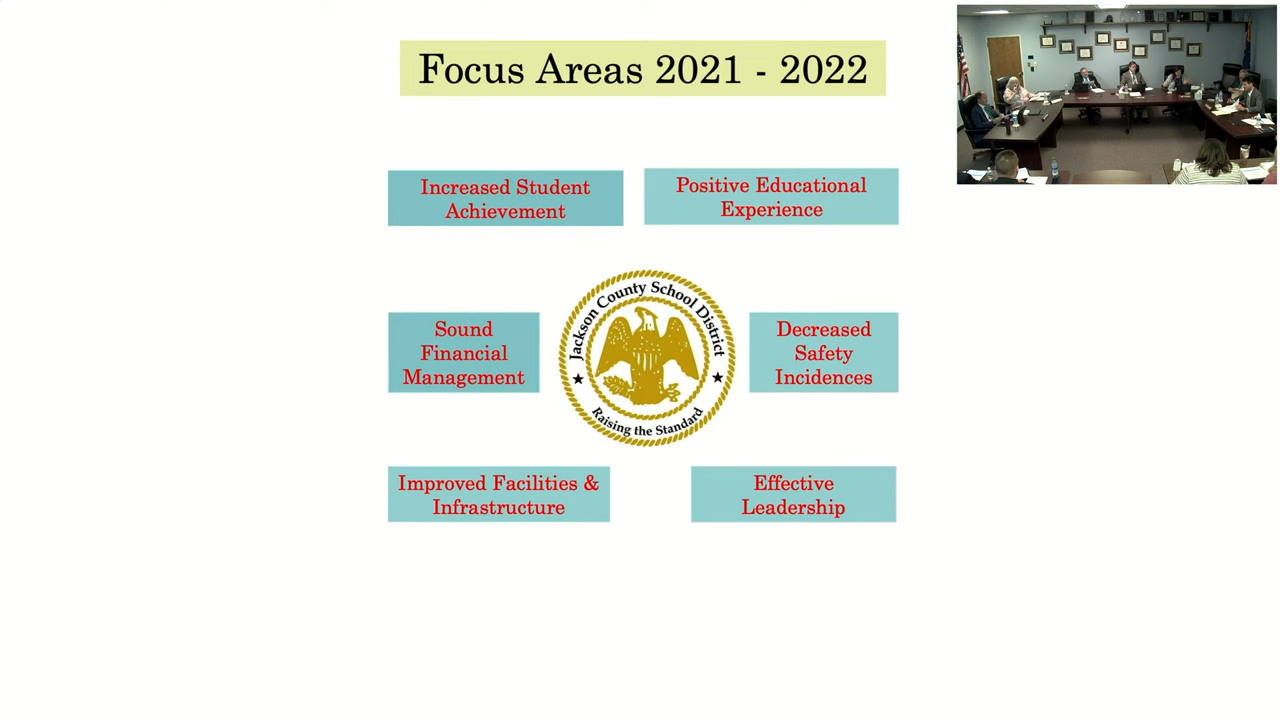 Focus Areas 2021 - 2022
Increased Student
Achievement
Positive Educational
Experience
Jackson County School District
Raising the Standard
Sound
Financial
Management
Decreased
Safety
Incidences
Improved Facilities &
Infrastructure
Effective
Leadership